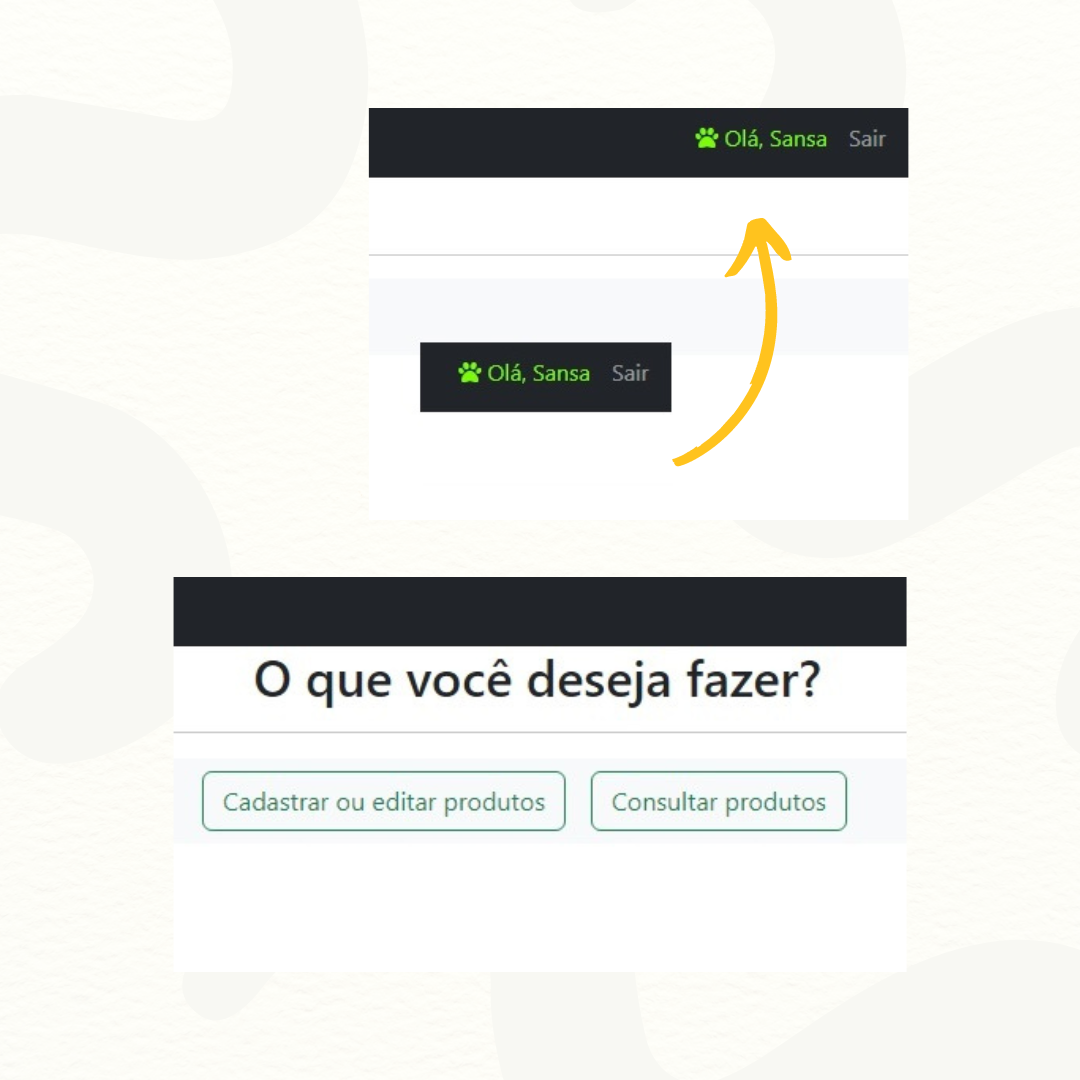 Olá, Sansa Sair
Olá, Sansa Sair
O que você deseja fazer?
Cadastrar ou editar produtos Consultar produtos